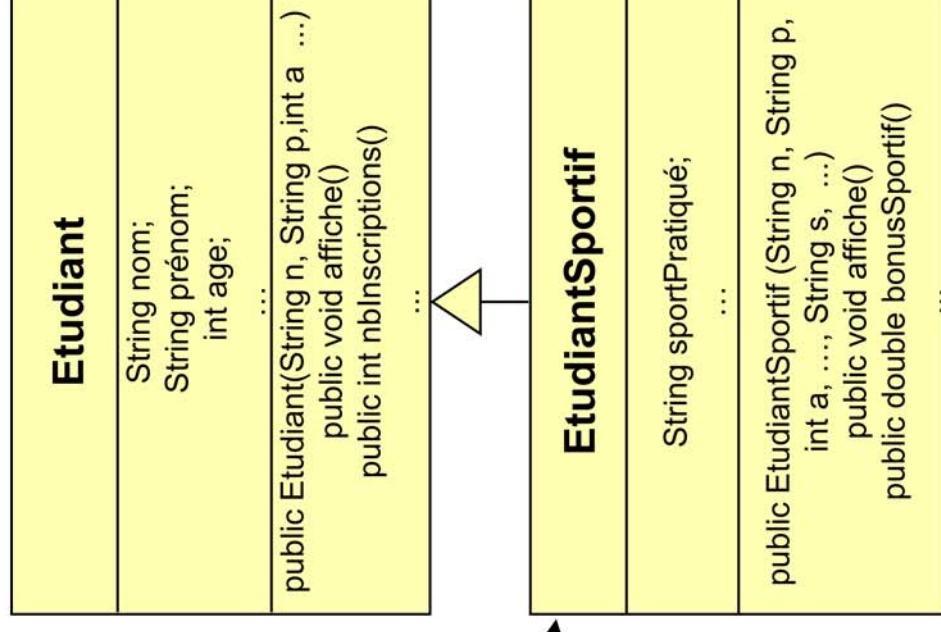 Etudiant
String nom;
String prénom;
int age;
...
public Etudiant(String n, String p,int a ...)
public void affiche()
public int nbInscriptions()
...
EtudiantSportif
String sportPratiqué;
...
public EtudiantSportif (String n, String p,
int a, ..., String s, ...)
public void affiche()
public double bonusSportif()
...